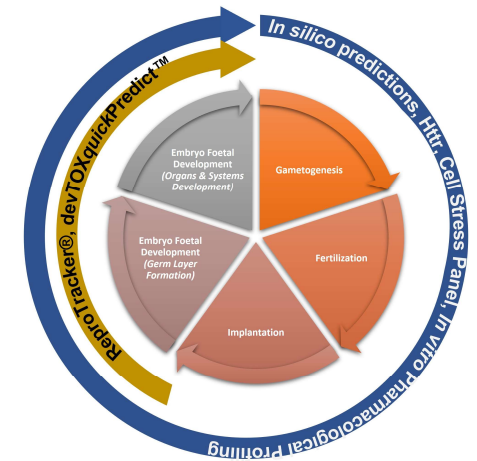 In silico predictions, Httr, Cell Stress Panel, In vitro Pharmacological Profiling
ReproTracker®, devTOXquickPredict™
Gametogenesis
Fertilization
Implantation
Embryo Foetal
Development
(Germ Layer
Formation)
Embryo Foetal
Development
(Organs & Systems
Development)